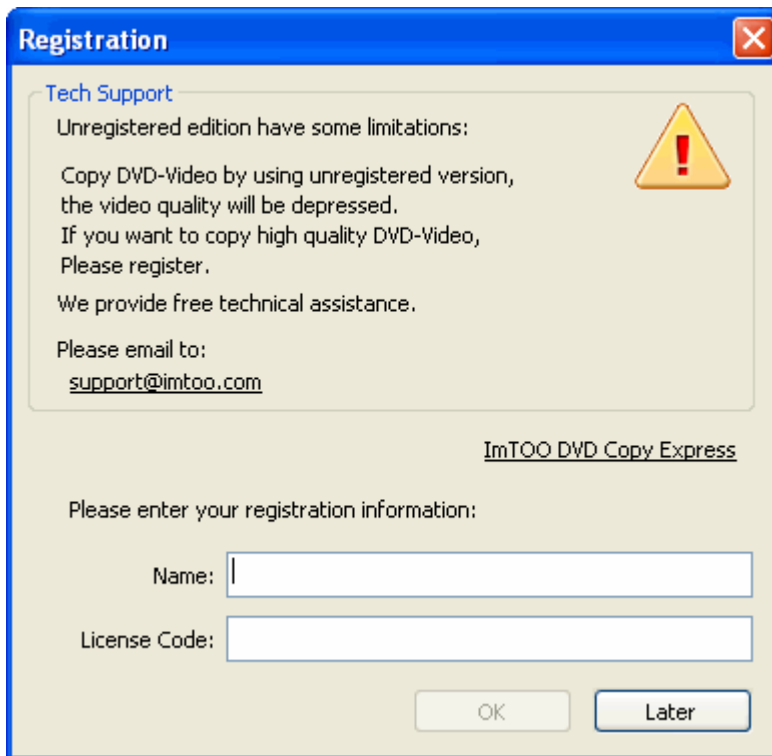 Registration
Tech Support
Unregistered edition have some limitations:
Copy DVD-Video by using unregistered version,
the video quality will be depressed.
If you want to copy high quality DVD-Video,
Please register.
We provide free technical assistance.
Please email to:
support@imtoo.com
ImTOO DVD Copy Express
Please enter your registration information:
Name:
License Code:
OK Later